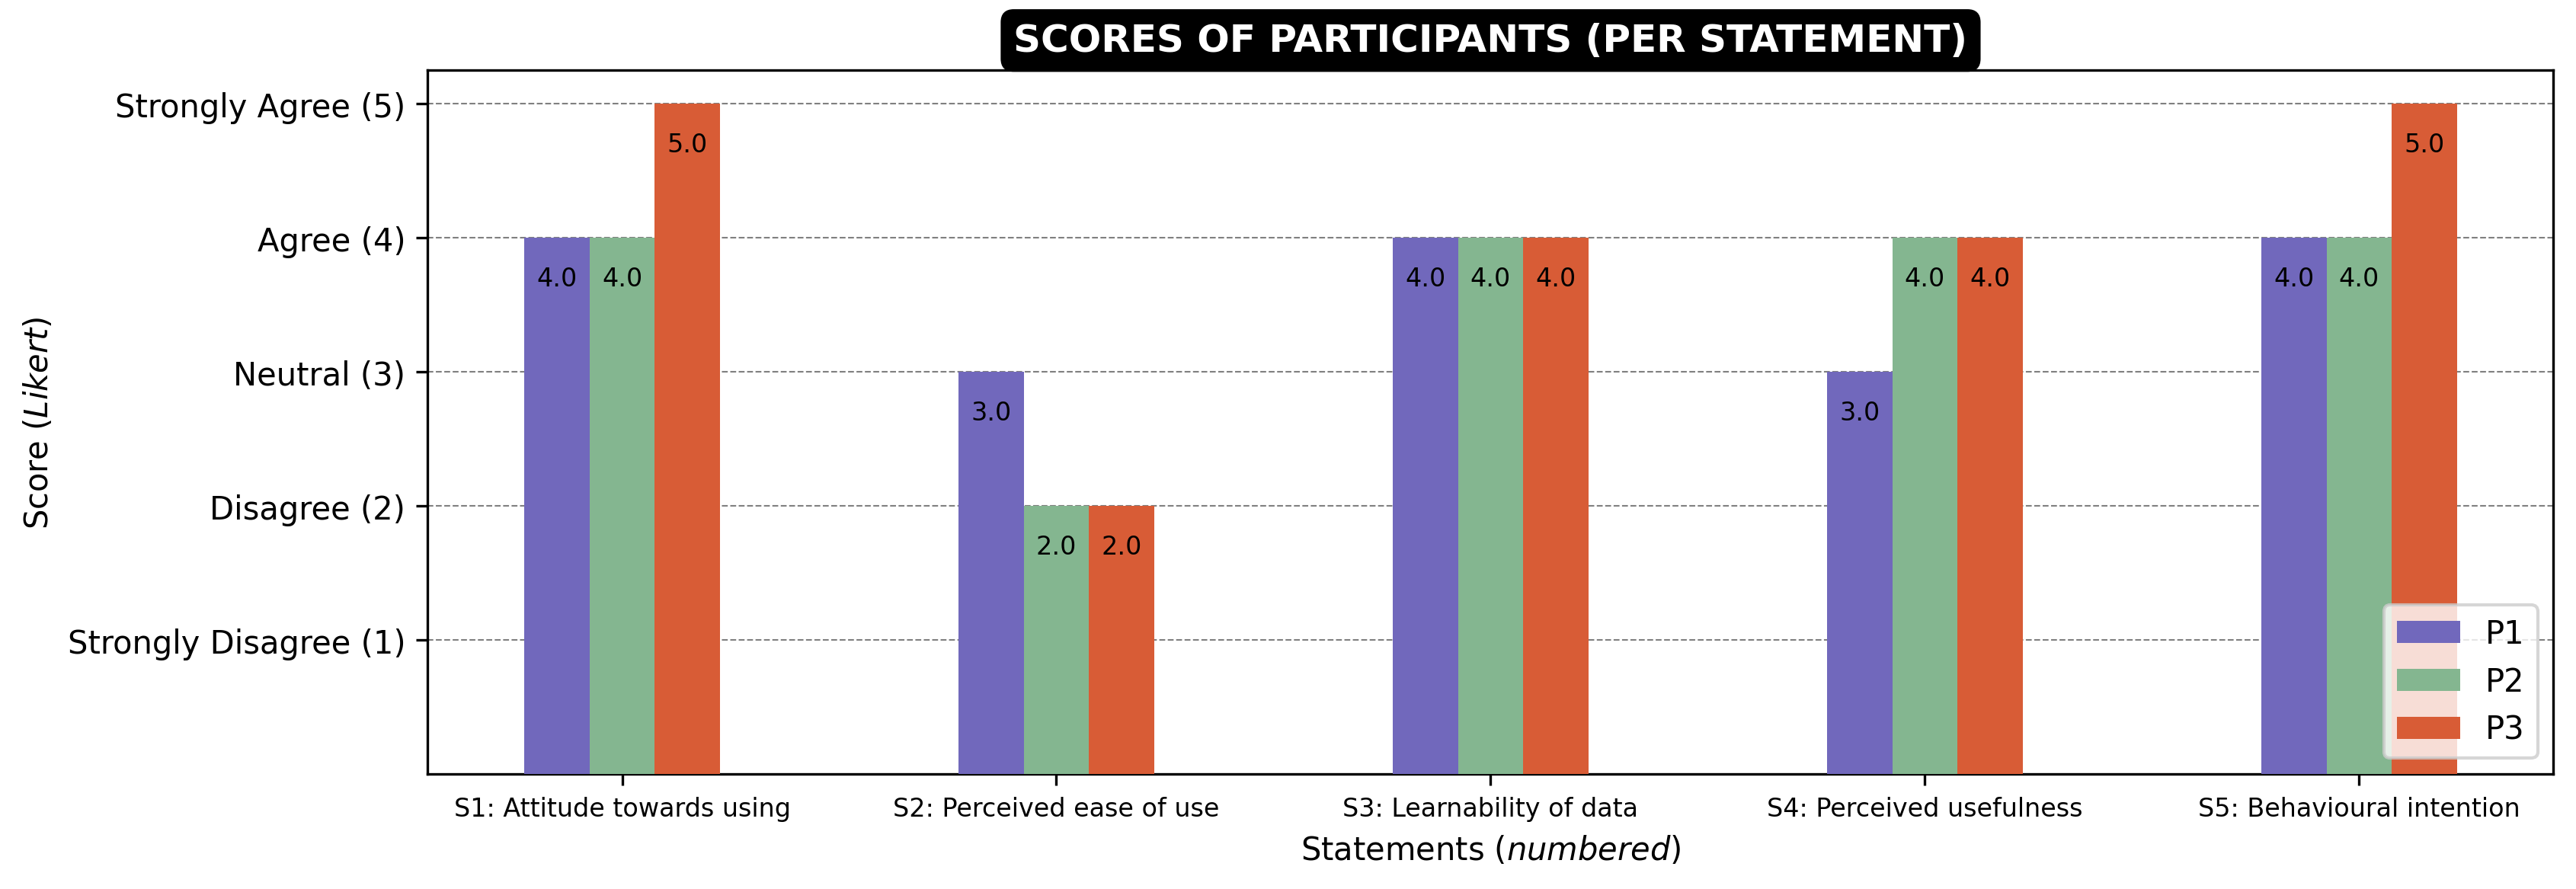 SCORES OF PARTICIPANTS (PER STATEMENT)
Strongly Agree (5)
Agree (4)
Neutral (3)
Disagree (2)
Strongly Disagree (1)
Score (Likert)
4.0 4.0 5.0
3.0 2.0 2.0
4.0 4.0 4.0
3.0 4.0 4.0
4.0 4.0 5.0
P1
P2
P3
S1: Attitude towards using
S2: Perceived ease of use
S3: Learnability of data
S4: Perceived usefulness
S5: Behavioural intention
Statements (numbered)